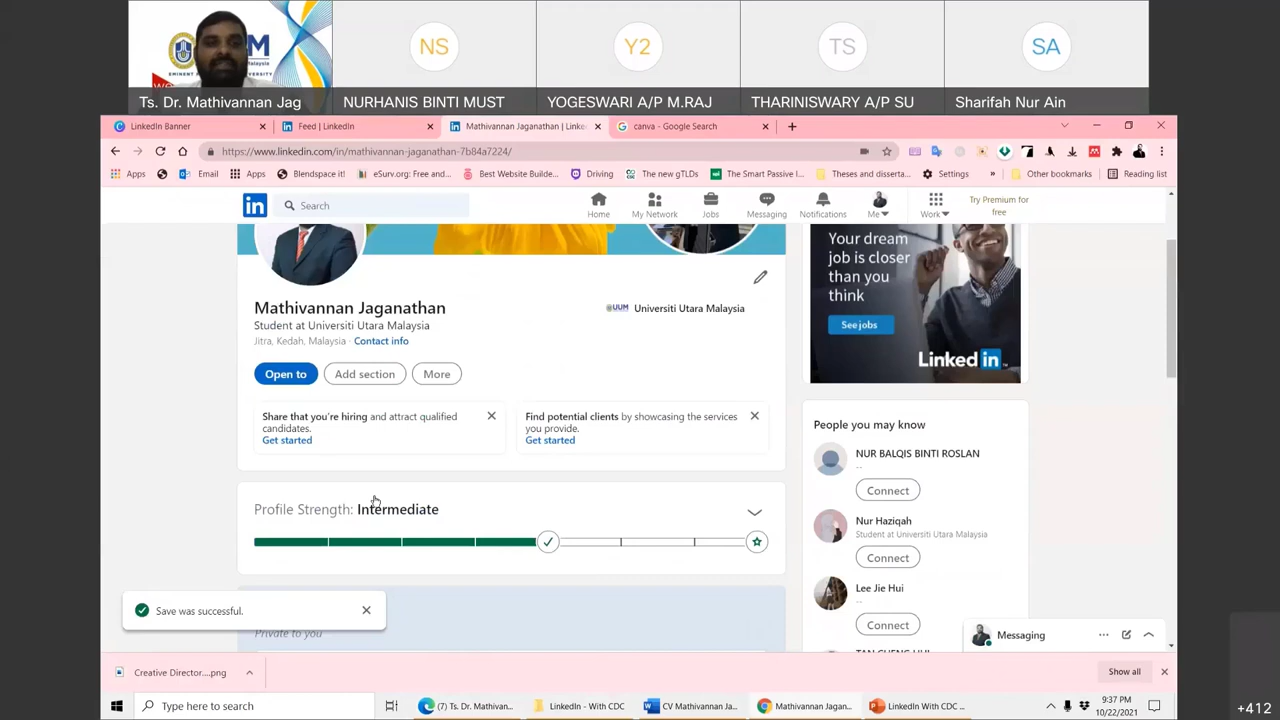 NS
Y2
TS
SA
Ts. Dr. Mathivannan Jag
NURHANIS BINTI MUST
YOGESWARI A/P M.RAJ
THARINISWARY A/P SU
Sharifah Nur Ain
LinkedIn Banner
Feed | LinkedIn
Mathivannan Jaganathan | Linke
canva - Google Search
https://www.linkedin.com/in/mathivannan-jaganathan-7b84a7224/
Apps
Email
Apps
Blendspace it!
eSurv.org: Free and...
Best Website Builde...
Driving
The new gTLDs
The Smart Passive I...
Theses and disserta...
Settings
»
Other bookmarks
Reading list
in
Search
Home
My Network
Jobs
Messaging
Notifications
Me
Work
Try Premium for
free
Mathivannan Jaganathan
UUM Universiti Utara Malaysia
Student at Universiti Utara Malaysia
Jitra, Kedah, Malaysia · Contact info
Open to
Add section
More
Share that you're hiring and attract qualified
candidates.
Get started
Find potential clients by showcasing the services
you provide.
Get started
Profile Strength: Intermediate
Save was successful.
Private to you
Your dream
job is closer
than you
think
See jobs
Linked in
People you may know
NUR BALQIS BINTI ROSLAN
--
Connect
Nur Haziqah
Student at Universiti Utara Malaysia
Connect
Lee Jie Hui
--
Connect
Messaging
Creative Director....png
Show all
Type here to search
(7) Ts. Dr. Mathivan...
LinkedIn - With CDC
CV Mathivannan Ja...
Mathivannan Jagan...
LinkedIn With CDC ...
9:37 PM
10/22/2021
+412